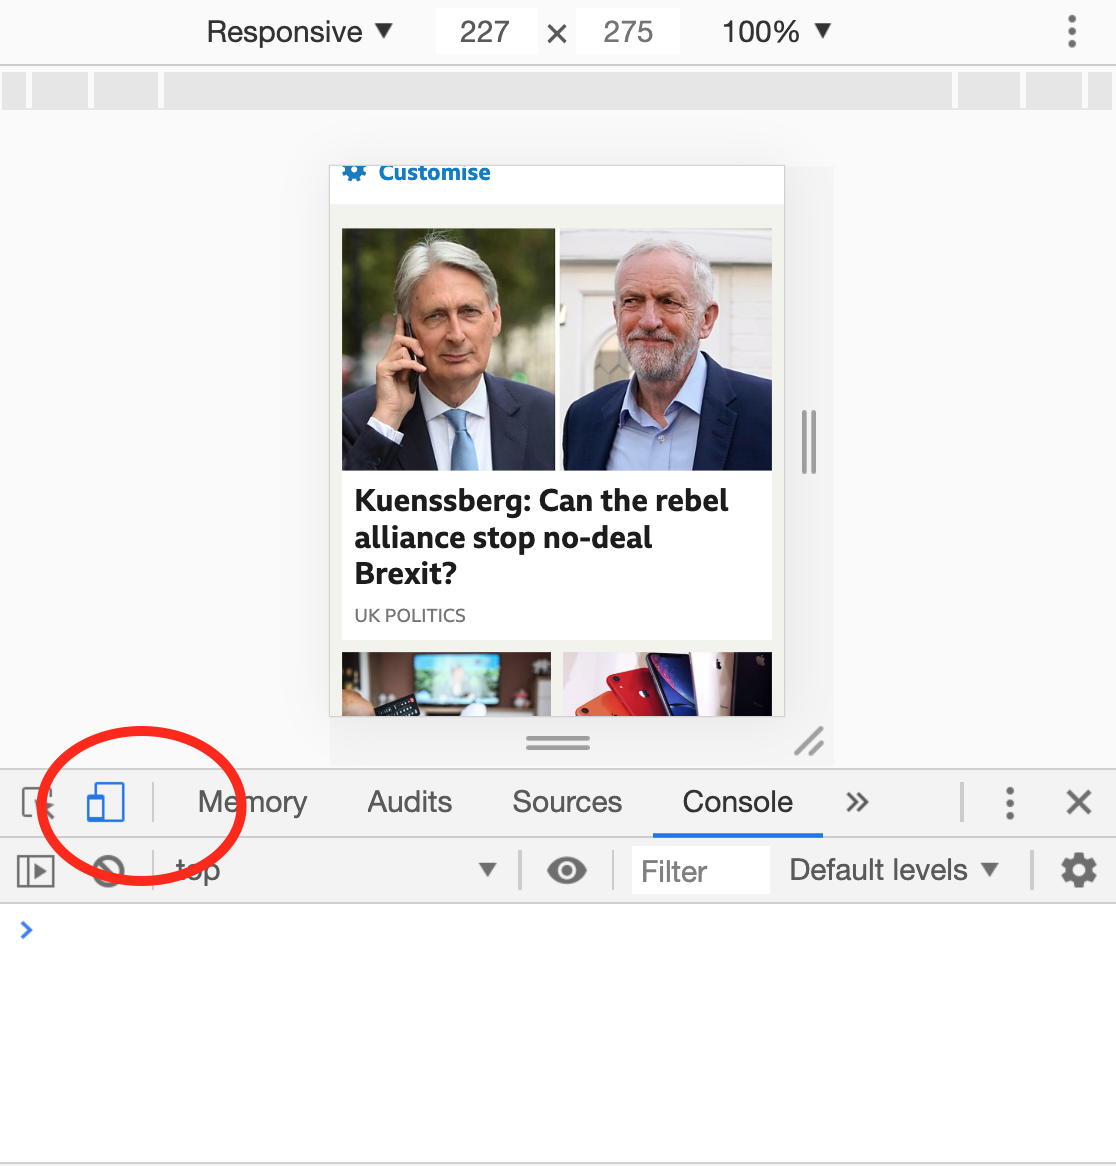 Responsive ▼ 227 × 275 100% ▼
Customise
Kuenssberg: Can the rebel
alliance stop no-deal
Brexit?
UK POLITICS
Memory Audits Sources Console »
top ▼ Filter Default levels ▼